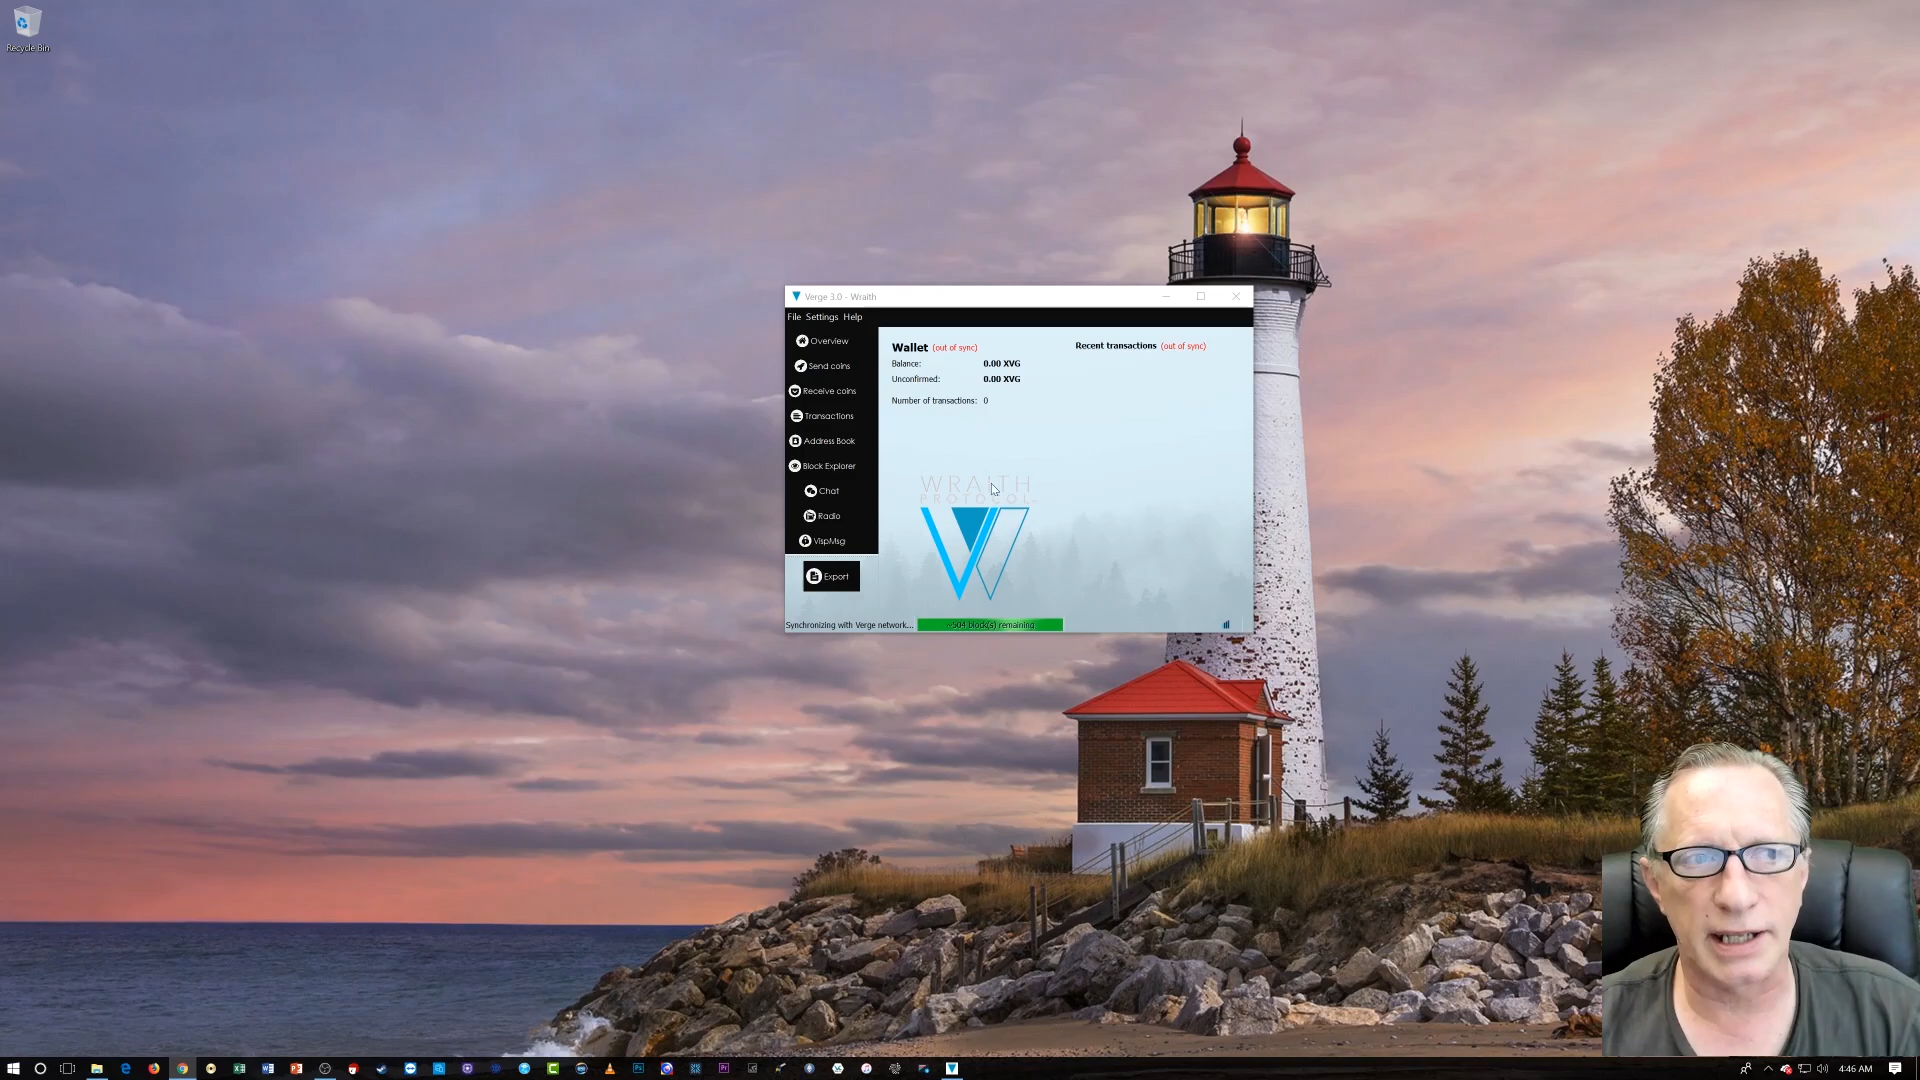 Recycle Bin
Verge 3.0 - Wraith
File Settings Help
Overview
Send coins
Receive coins
Transactions
Address Book
Block Explorer
Chat
Radio
VispMsg
Export
Wallet (out of sync)
Balance: 0.00 XVG
Unconfirmed: 0.00 XVG
Number of transactions: 0
Recent transactions (out of sync)
WRAITH
PROTOCOL
Synchronizing with Verge network... ~504 block(s) remaining
4:46 AM